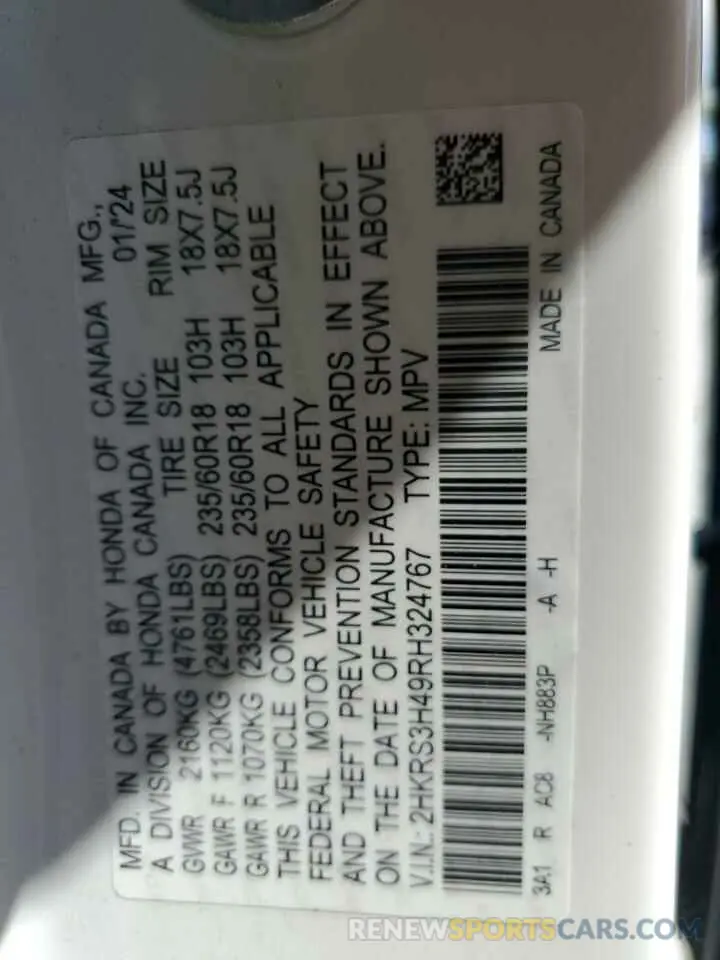 MFD. IN CANADA BY HONDA OF CANADA MFG.,
A DIVISION OF HONDA CANADA INC. 01/'24
GVWR 2160KG (4761LBS) TIRE SIZE RIM SIZE
GAWR F 1120KG (2469LBS) 235/60R18 103H 18X7.5J
GAWR R 1070KG (2358LBS) 235/60R18 103H 18X7.5J
THIS VEHICLE CONFORMS TO ALL APPLICABLE
FEDERAL MOTOR VEHICLE SAFETY
AND THEFT PREVENTION STANDARDS IN EFFECT
ON THE DATE OF MANUFACTURE SHOWN ABOVE.
V.I.N.: 2HKRS3H49RH324767 TYPE: MPV
3A1 R AC8 -NH883P -A -H MADE IN CANADA
RENEWSPORTSCARS.COM